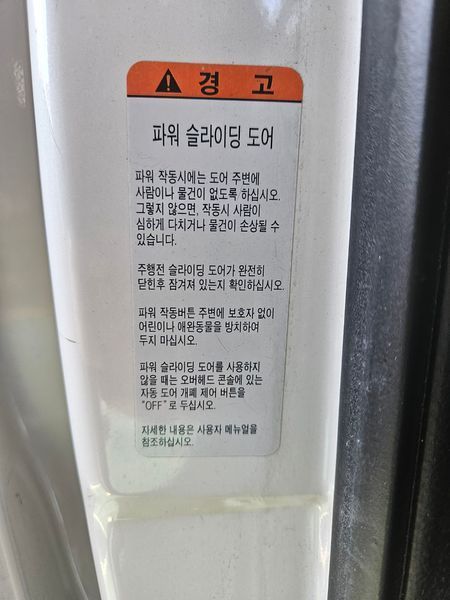 경 고
파워 슬라이딩 도어
파워 작동시에는 도어 주변에
사람이나 물건이 없도록 하십시오.
그렇지 않으면, 작동시 사람이
심하게 다치거나 물건이 손상될 수
있습니다.
주행전 슬라이딩 도어가 완전히
닫힌후 잠겨져 있는지 확인하십시오.
파워 작동버튼 주변에 보호자 없이
어린이나 애완동물을 방치하여
두지 마십시오.
파워 슬라이딩 도어를 사용하지
않을 때는 오버헤드 콘솔에 있는
자동 도어 개폐 제어 버튼을
"OFF" 로 두십시오.
지세한 내용은 사용자 메뉴얼을
참조하십시오.